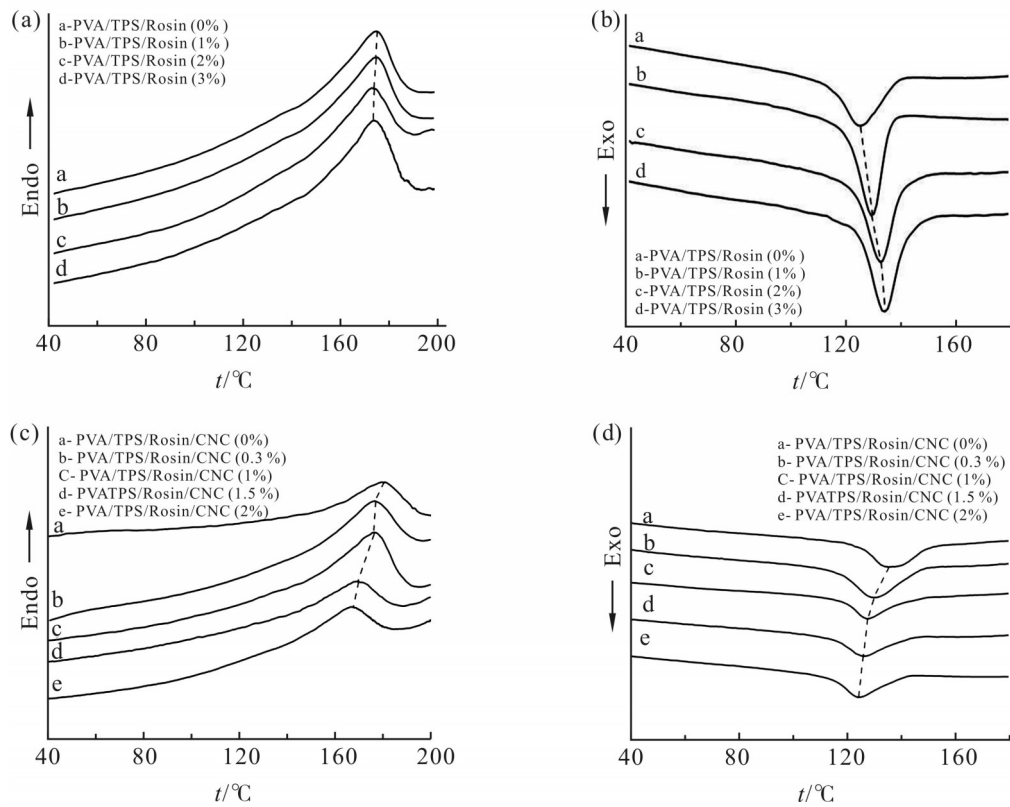 (a)
a-PVA/TPS/Rosin (0%)
b-PVA/TPS/Rosin (1%)
c-PVA/TPS/Rosin (2%)
d-PVA/TPS/Rosin (3%)
Endo
a
b
c
d
40 80 120 160 200
t/℃
(b)
a
b
c
d
Exo
a-PVA/TPS/Rosin (0%)
b-PVA/TPS/Rosin (1%)
c-PVA/TPS/Rosin (2%)
d-PVA/TPS/Rosin (3%)
40 80 120 160
t/℃
(c)
a- PVA/TPS/Rosin/CNC (0%)
b- PVA/TPS/Rosin/CNC (0.3 %)
C- PVA/TPS/Rosin/CNC (1%)
d- PVATPS/Rosin/CNC (1.5 %)
e- PVA/TPS/Rosin/CNC (2%)
Endo
a
b
c
d
e
40 80 120 160 200
t/℃
(d)
a- PVA/TPS/Rosin/CNC (0%)
b- PVA/TPS/Rosin/CNC (0.3 %)
C- PVA/TPS/Rosin/CNC (1%)
d- PVATPS/Rosin/CNC (1.5 %)
e- PVA/TPS/Rosin/CNC (2%)
Exo
a
b
c
d
e
40 80 120 160
t/℃